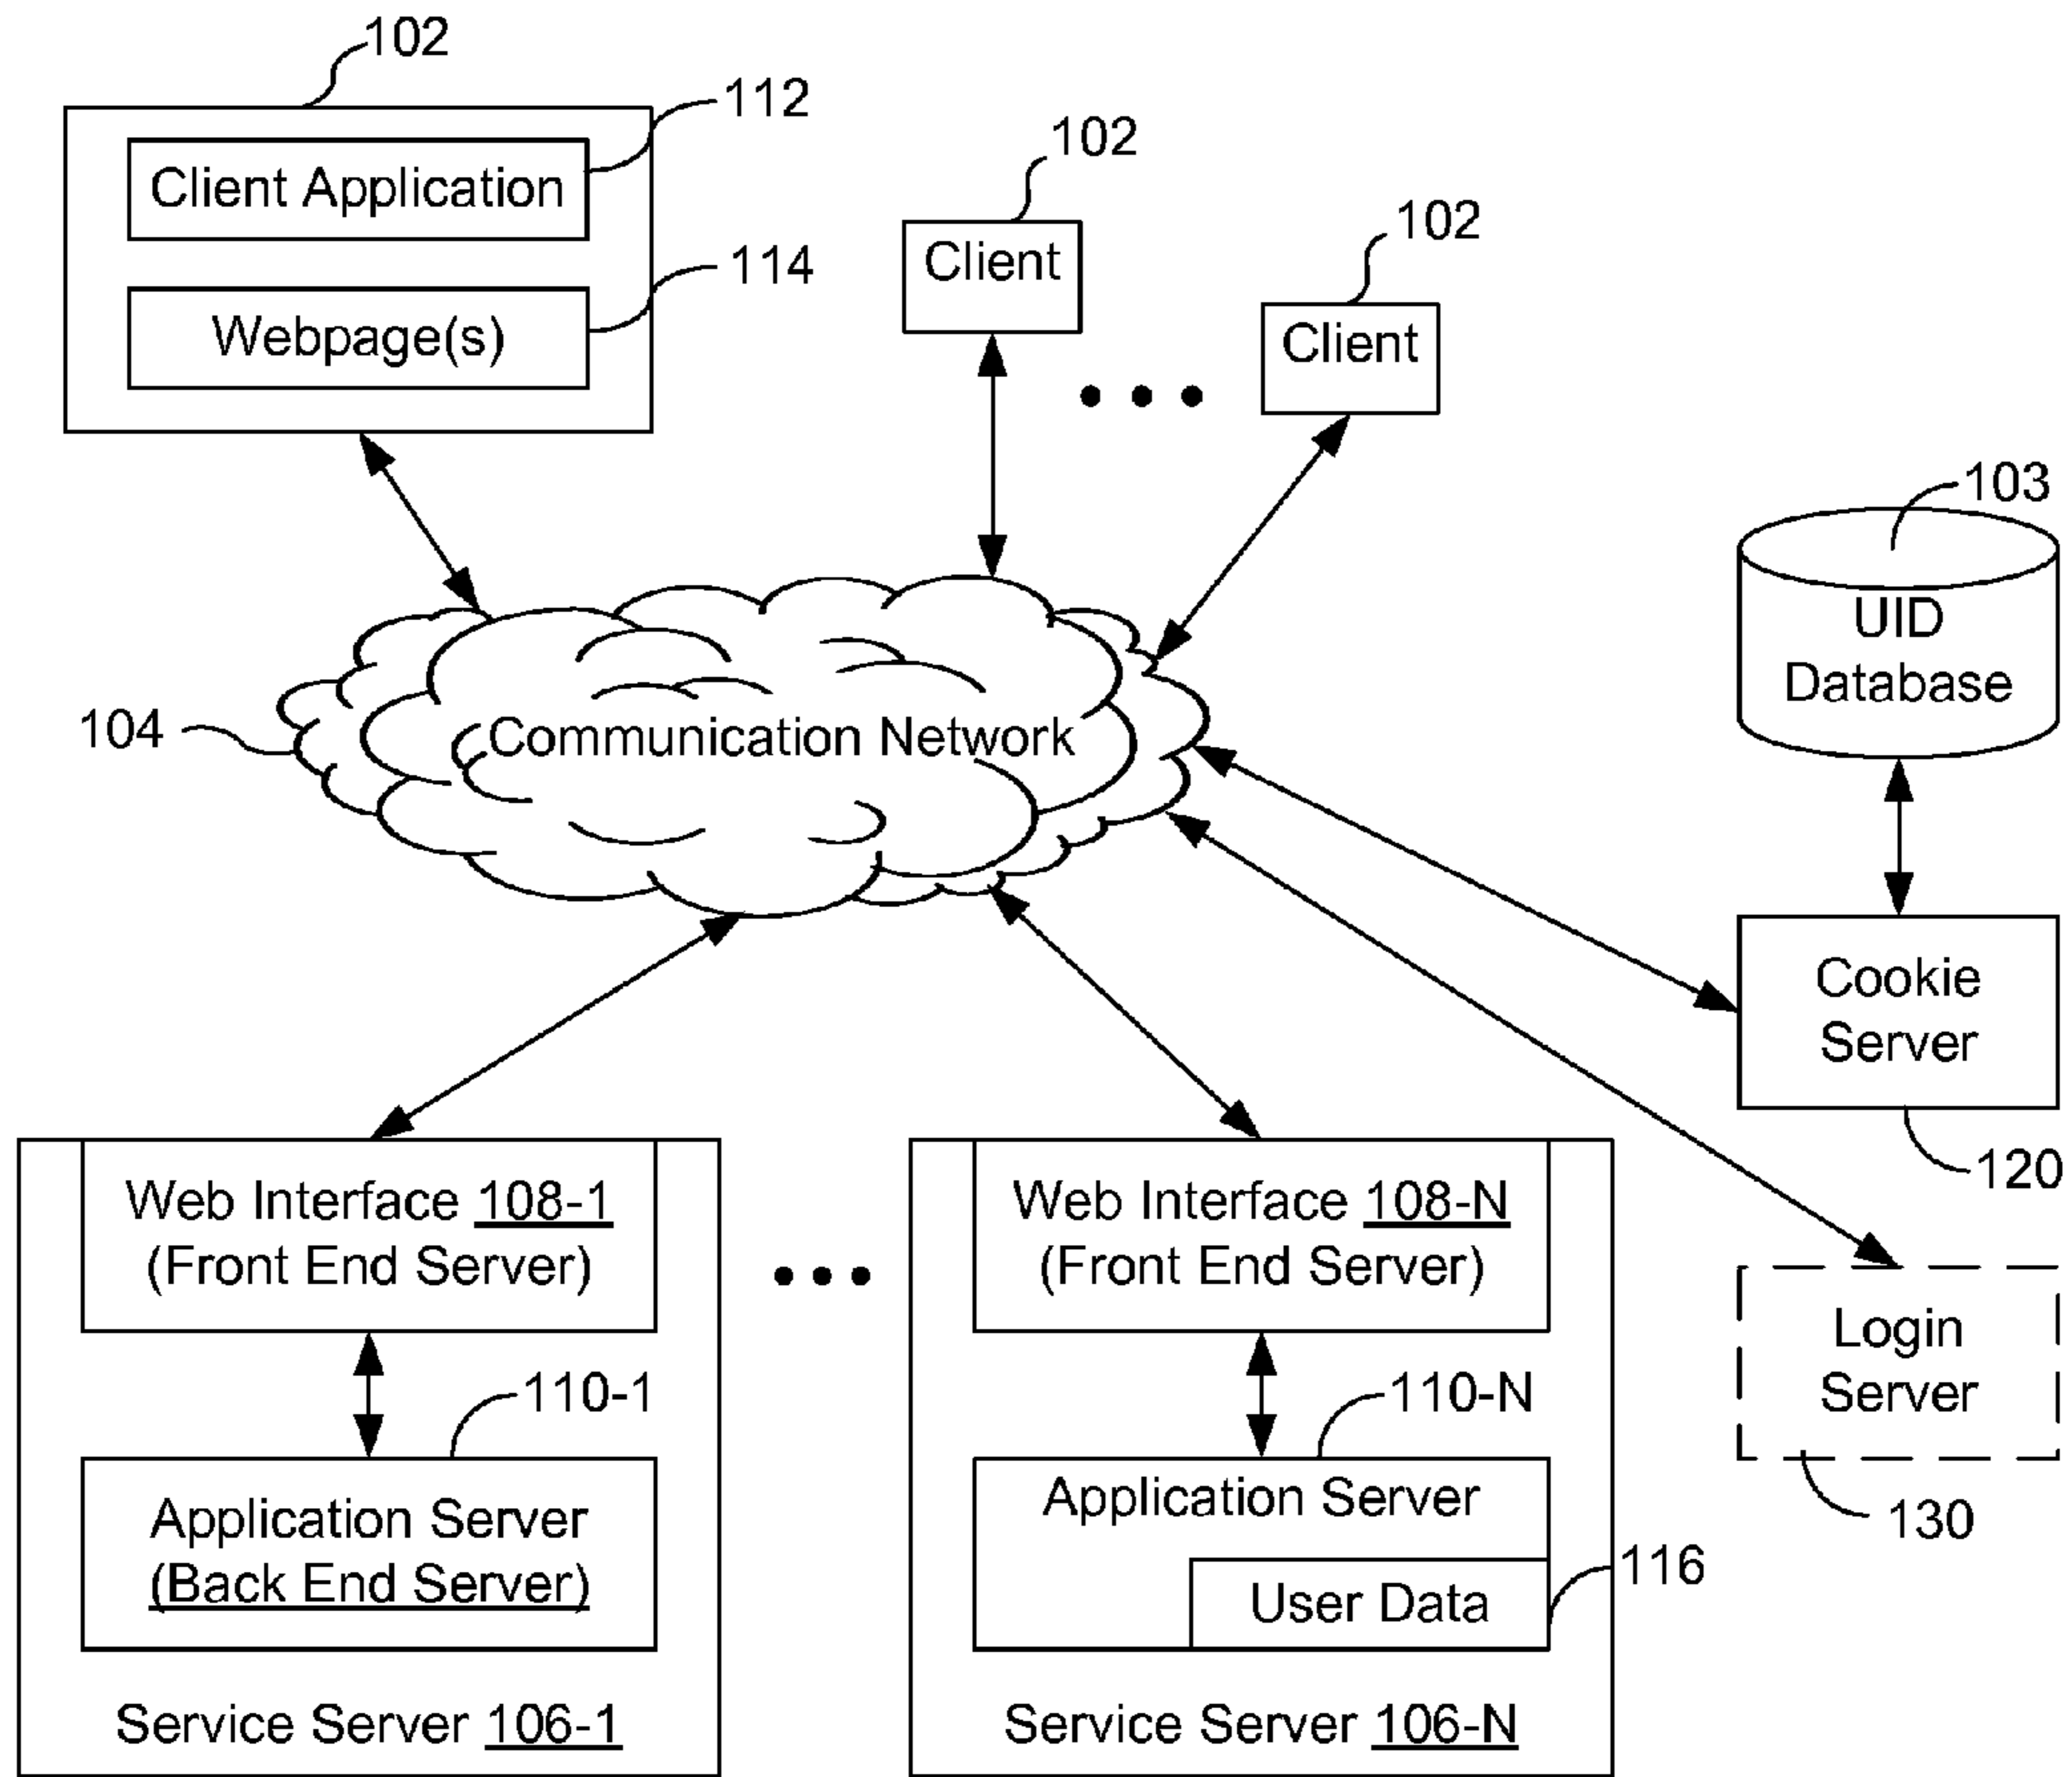 102
112
Client Application
114
Webpage(s)
102
Client
102
Client
103
UID
Database
104
Communication Network
Cookie
Server
120
Web Interface 108-1
(Front End Server)
110-1
Application Server
(Back End Server)
Service Server 106-1
Web Interface 108-N
(Front End Server)
110-N
Application Server
User Data
116
Service Server 106-N
Login
Server
130